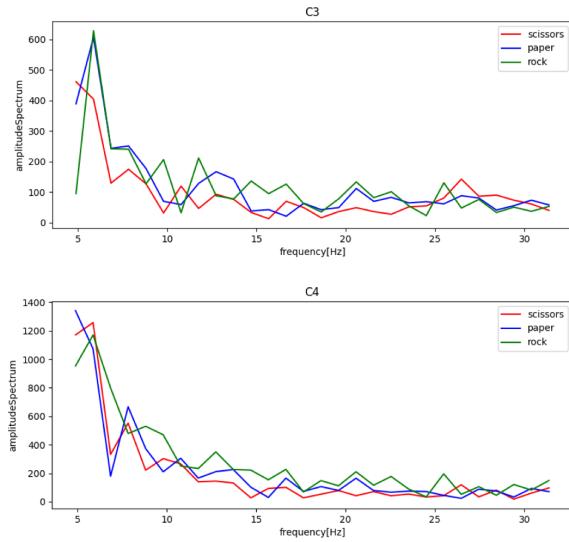 C3
scissors
paper
rock
amplitudeSpectrum
600
500
400
300
200
100
0
5 10 15 20 25 30
frequency[Hz]
C4
scissors
paper
rock
amplitudeSpectrum
1400
1200
1000
800
600
400
200
0
5 10 15 20 25 30
frequency[Hz]